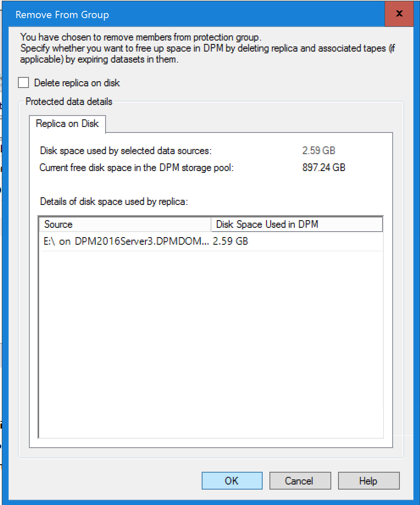 Remove From Group
x
You have chosen to remove members from protection group.
Specify whether you want to free up space in DPM by deleting replica and associated tapes (if
applicable) by expiring datasets in them.
Delete replica on disk
Protected data details
Replica on Disk
Disk space used by selected data sources: 2.59 GB
Current free disk space in the DPM storage pool: 897.24 GB
Details of disk space used by replica:
Source Disk Space Used in DPM
E:\ on DPM2016Server3.DPMDOM... 2.59 GB
OK Cancel Help